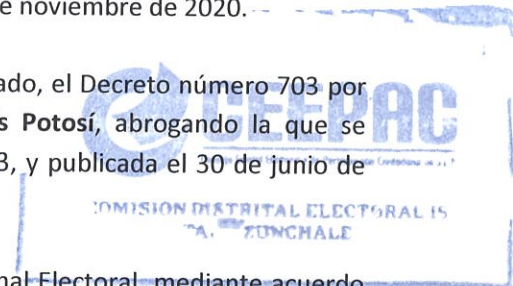 e noviembre de 2020.
ado, el Decreto número 703 por
s Potosí, abrogando la que se
CEEPAC
3, y publicada el 30 de junio de
COMISION DISTRITAL ELECTORAL 15
nal Electoral, mediante acuerdo